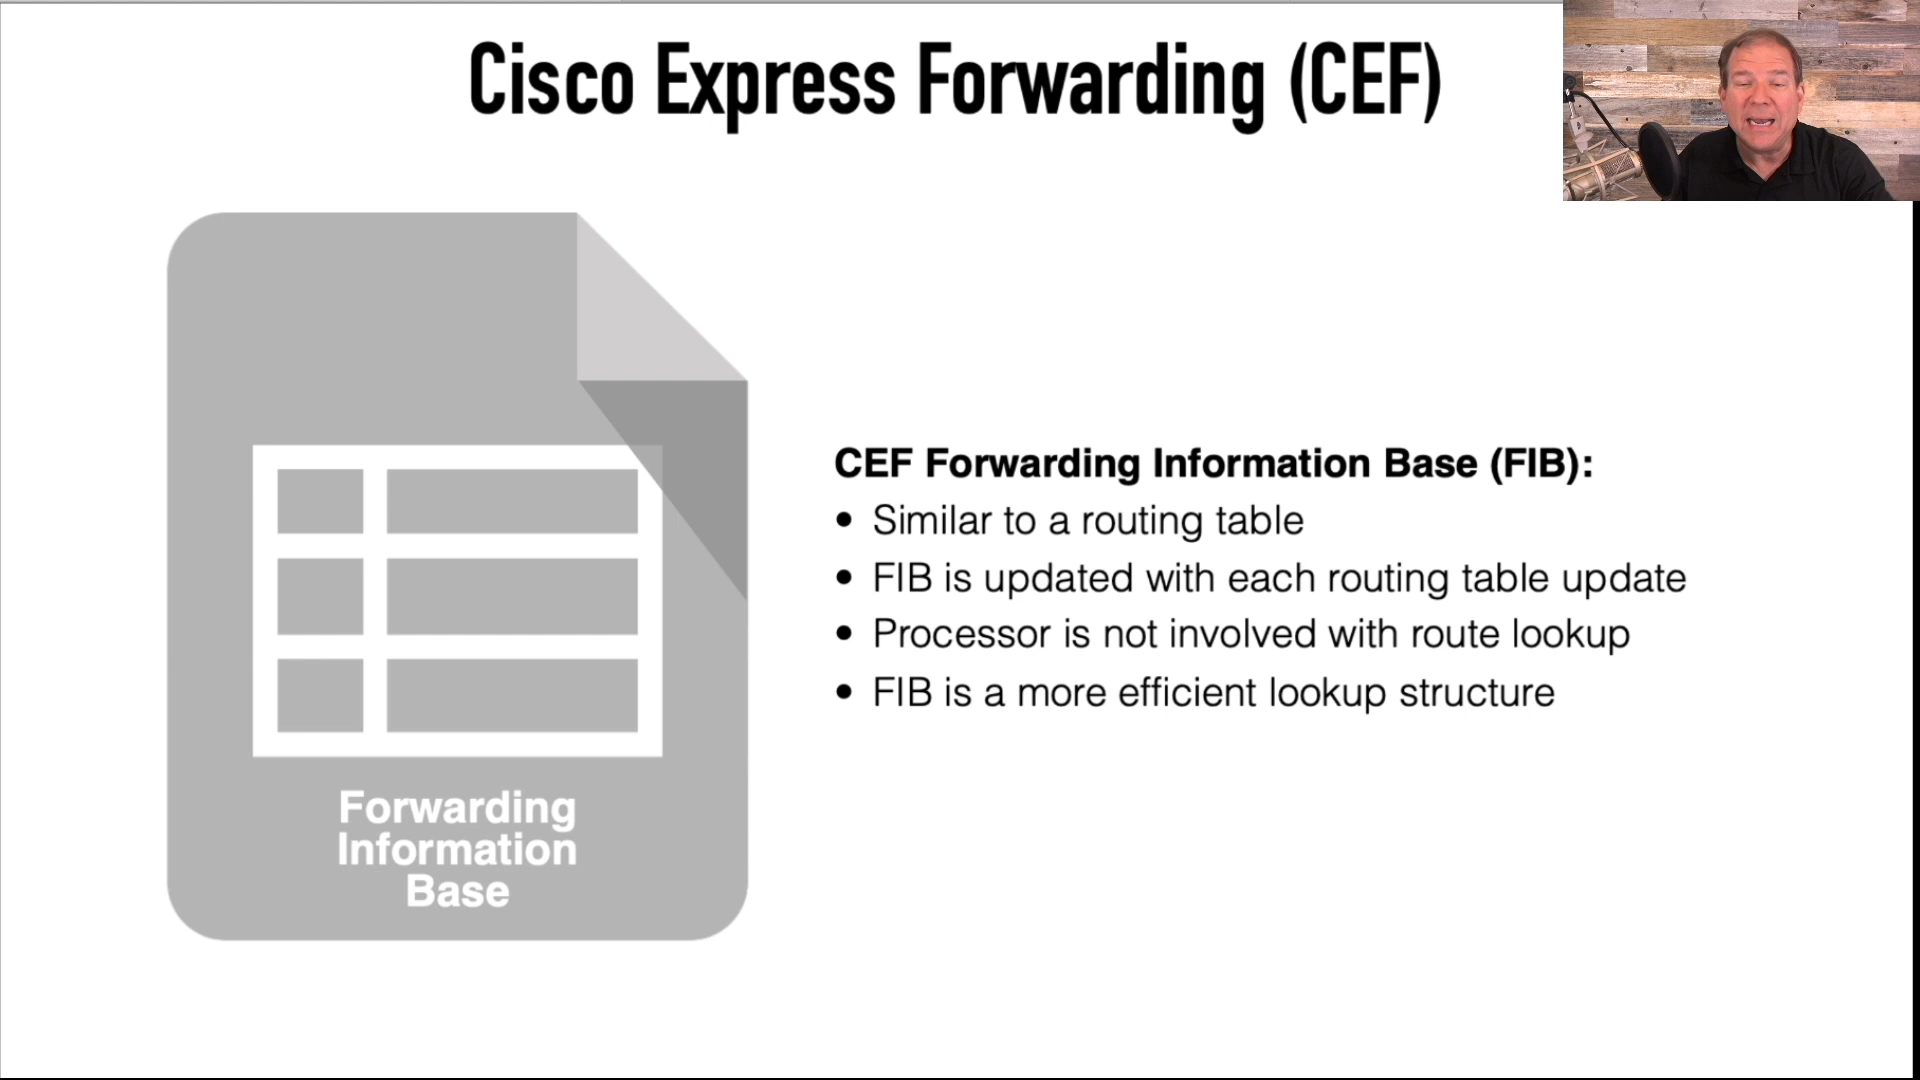 Cisco Express Forwarding (CEF)
CEF Forwarding Information Base (FIB):
• Similar to a routing table
• FIB is updated with each routing table update
• Processor is not involved with route lookup
• FIB is a more efficient lookup structure
Forwarding
Information
Base